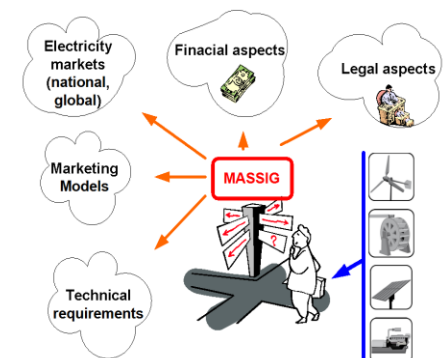 Electricity
markets
(national,
global)
Finacial aspects
Legal aspects
Marketing
Models
MASSIG
?
Technical
requirements